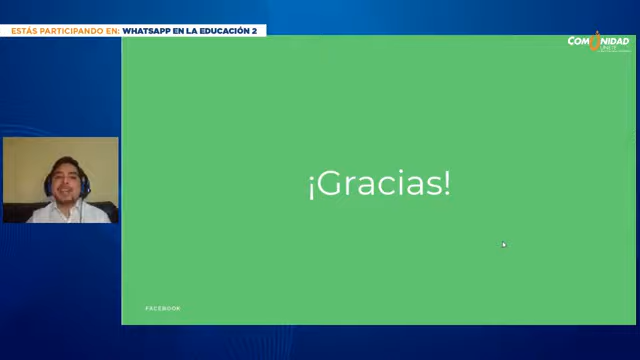 ESTÁS PARTICIPANDO EN: WHATSAPP EN LA EDUCACIÓN 2
COMUNIDAD
¡Gracias!
FACEBOOK